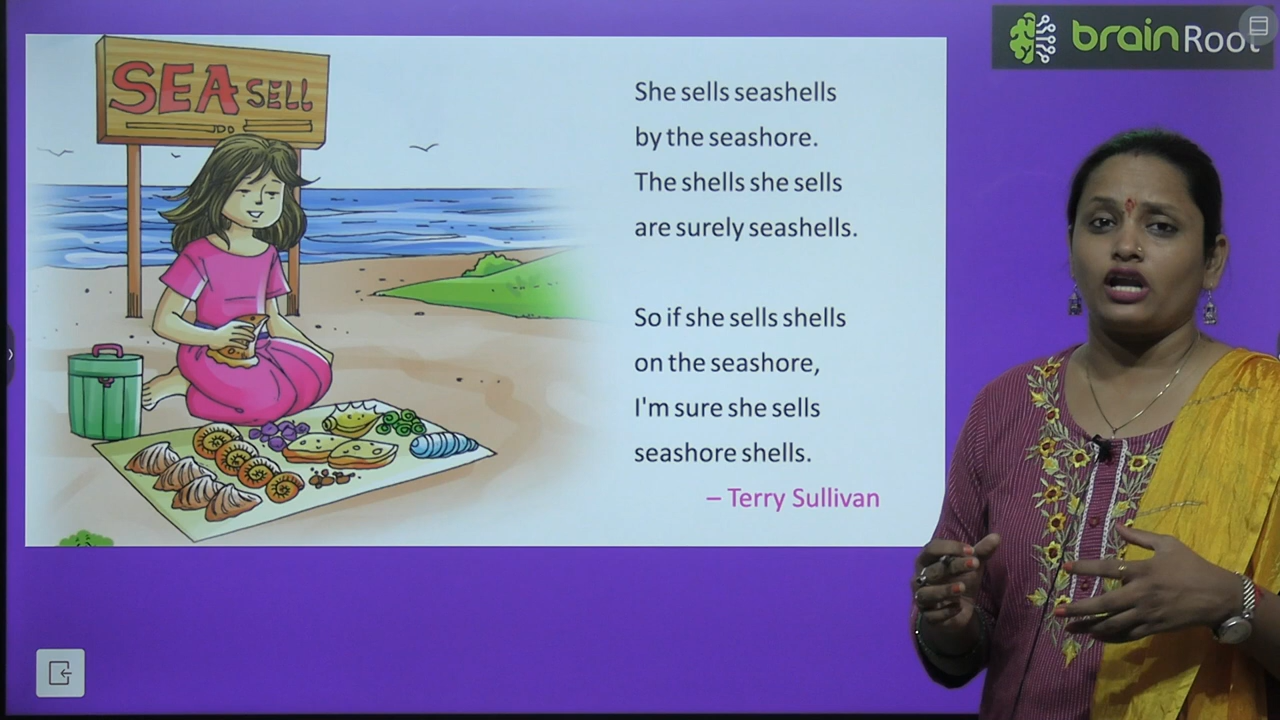 SEA SELL
She sells seashells
by the seashore.
The shells she sells
are surely seashells.
So if she sells shells
on the seashore,
I'm sure she sells
seashore shells.
– Terry Sullivan
brainRoot